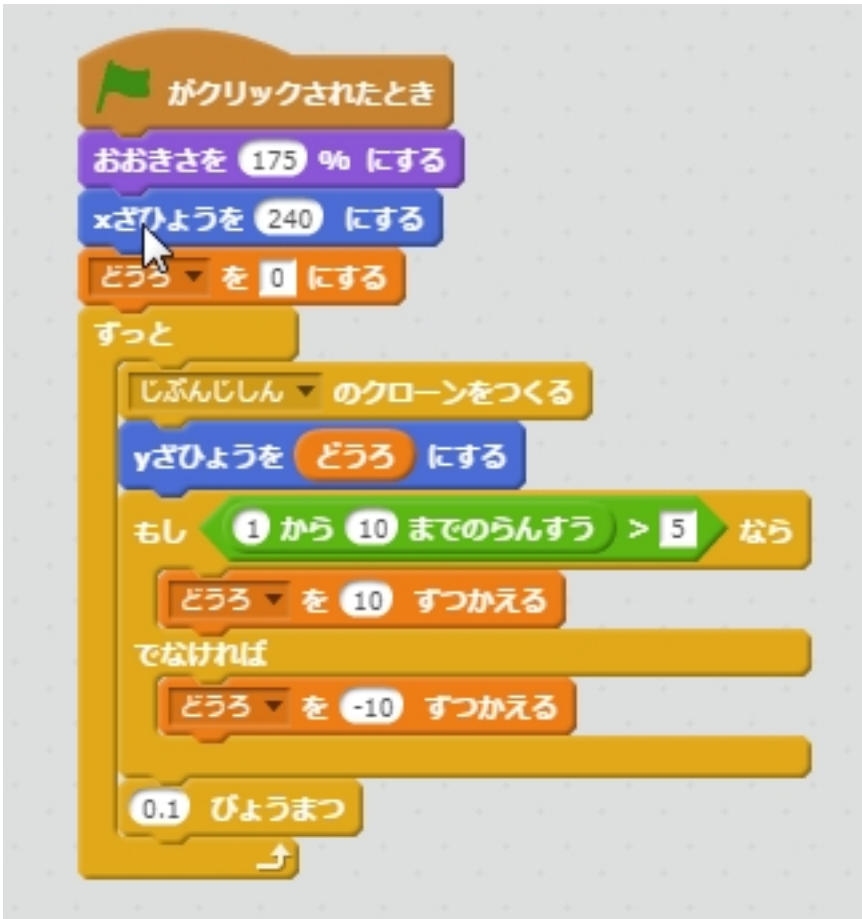 がクリックされたとき
おおきさを 175 % にする
xざひょうを 240 にする
どうろ を 0 にする
ずっと
じぶんじしん のクローンをつくる
yざひょうを どうろ にする
もし 1 から 10 までのらんすう > 5 なら
どうろ を 10 ずつかえる
でなければ
どうろ を -10 ずつかえる
0.1 びょうまつ